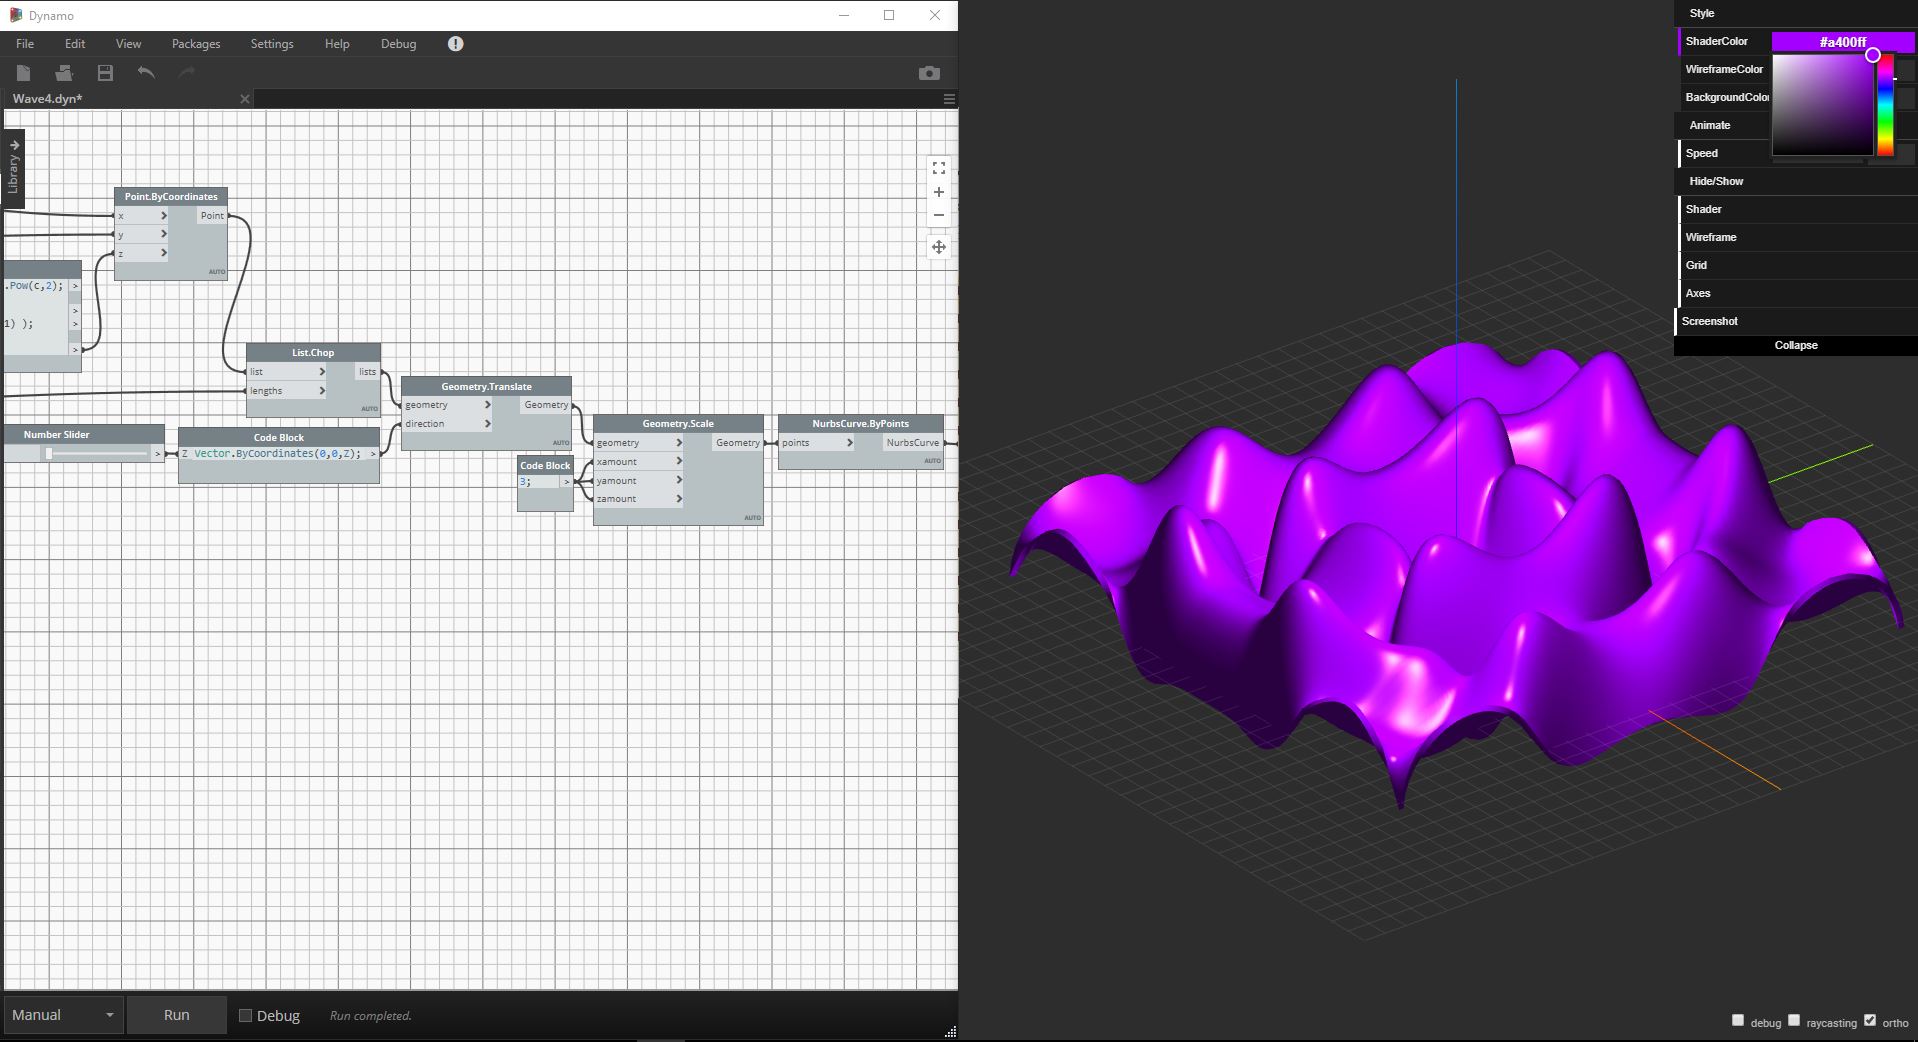 Dynamo
File Edit View Packages Settings Help Debug !
Wave4.dyn*
Library
Point.ByCoordinates
x > Point
y >
z >
AUTO
.Pow(c,2); >
>
1) ); >
>
List.Chop
list > lists
lengths >
AUTO
Geometry.Translate
geometry > Geometry
direction >
AUTO
Number Slider
>
Code Block
Z Vector.ByCoordinates(0,0,Z); >
Code Block
3; >
Geometry.Scale
geometry > Geometry
xamount >
yamount >
zamount >
AUTO
NurbsCurve.ByPoints
points > NurbsCurve
AUTO
Manual Run Debug Run completed.
Style
ShaderColor #a400ff
WireframeColor
BackgroundColor
Animate
Speed
Hide/Show
Shader
Wireframe
Grid
Axes
Screenshot
Collapse
debug raycasting ortho